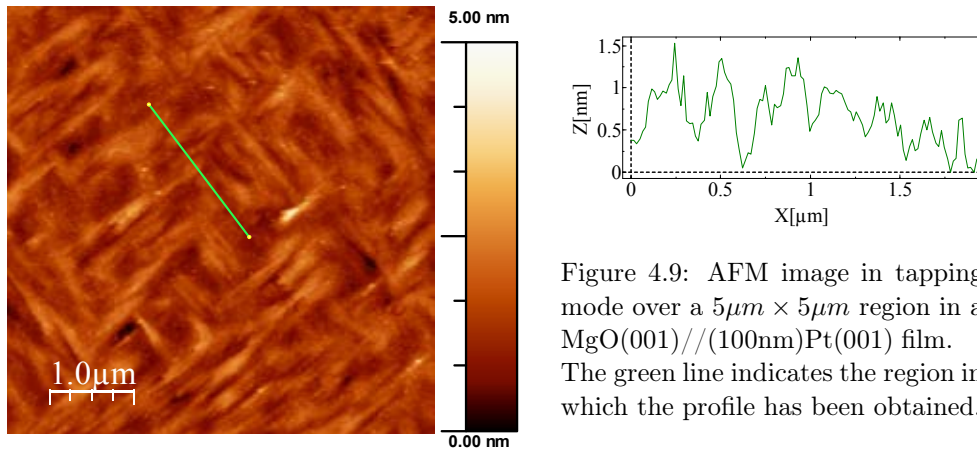 5.00 nm
1.0µm
0.00 nm
1.5
1
0.5
0
Z[nm]
0
0.5
1
1.5
X[µm]
Figure 4.9: AFM image in tapping
mode over a 5µm × 5µm region in a
MgO(001)//(100nm)Pt(001) film.
The green line indicates the region in
which the profile has been obtained.